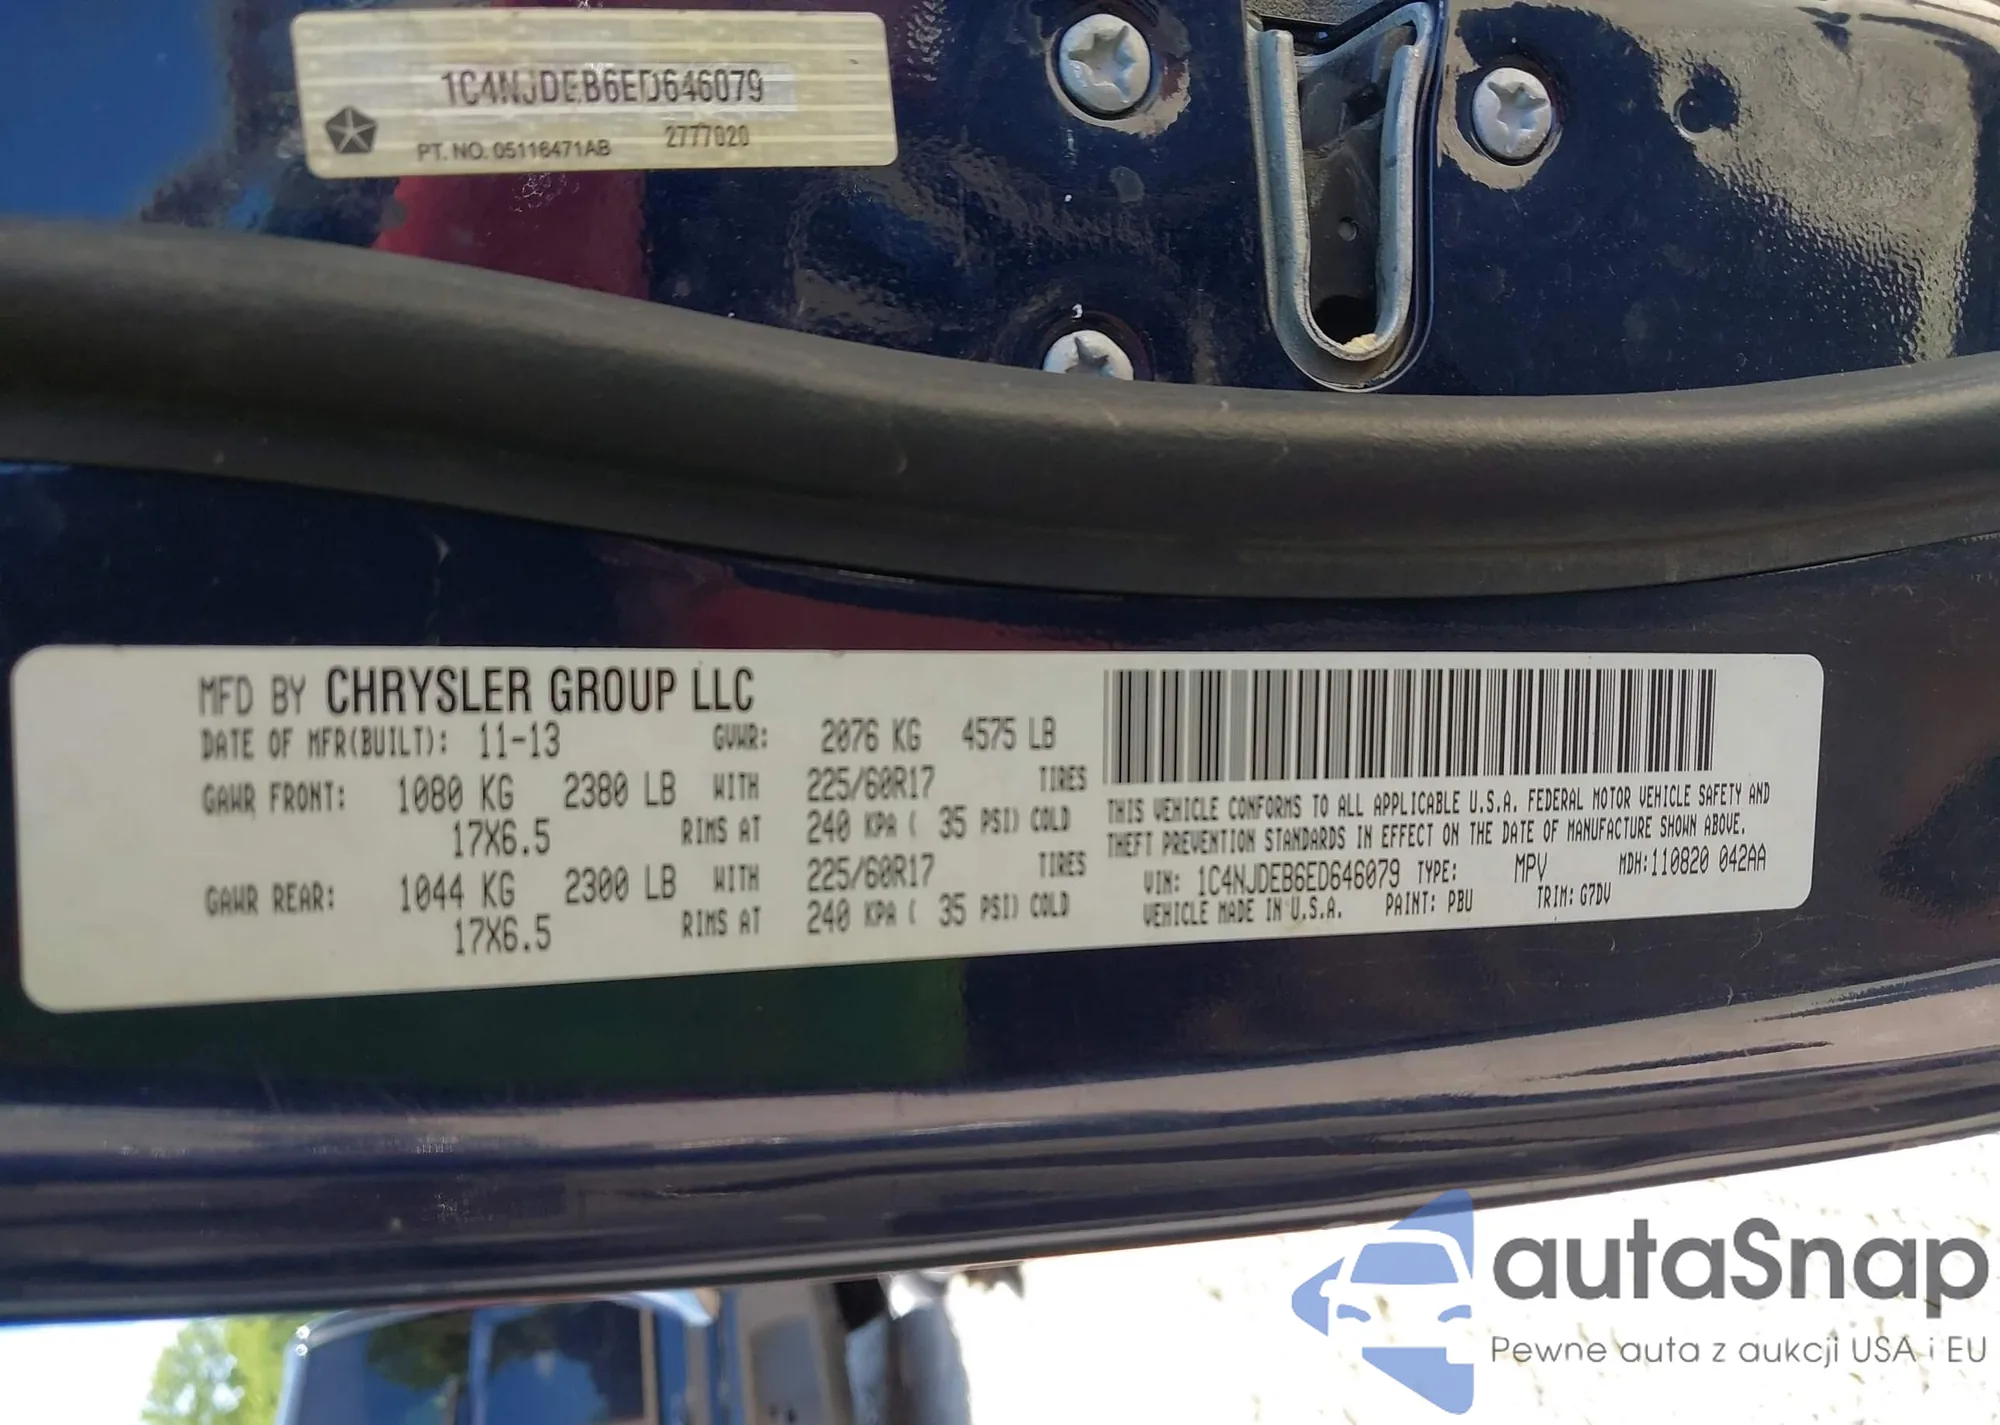 1C4NJDEB6ED646079
PT. NO. 05116471AB 2777020
MFD BY CHRYSLER GROUP LLC
DATE OF MFR(BUILT): 11-13 GVWR: 2076 KG 4575 LB
GAWR FRONT: 1080 KG 2380 LB WITH 225/60R17 TIRES
17X6.5 RIMS AT 240 KPA ( 35 PSI) COLD
GAWR REAR: 1044 KG 2300 LB WITH 225/60R17 TIRES
17X6.5 RIMS AT 240 KPA ( 35 PSI) COLD
THIS VEHICLE CONFORMS TO ALL APPLICABLE U.S.A. FEDERAL MOTOR VEHICLE SAFETY AND
THEFT PREVENTION STANDARDS IN EFFECT ON THE DATE OF MANUFACTURE SHOWN ABOVE.
VIN: 1C4NJDEB6ED646079 TYPE: MPV MDH: 110820 042AA
VEHICLE MADE IN U.S.A. PAINT: PBU TRIM: G7DV
autaSnap
Pewne auta z aukcji USA i EU